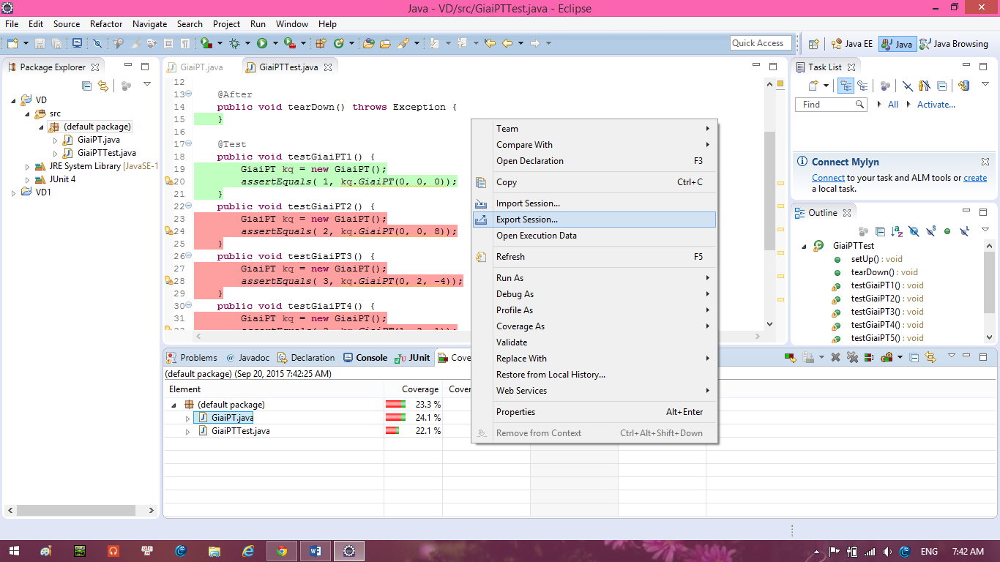 Java - VD/src/GiaiPTTest.java - Eclipse
File Edit Source Refactor Navigate Search Project Run Window Help
Quick Access Java EE Java Java Browsing
Package Explorer
VD
src
(default package)
GiaiPT.java
GiaiPTTest.java
JRE System Library [JavaSE-1
JUnit 4
VD1
GiaiPT.java GiaiPTTest.java
12
13 @After
14 public void tearDown() throws Exception {
15 }
16
17 @Test
18 public void testGiaiPT1() {
19 GiaiPT kq = new GiaiPT();
20 assertEquals( 1, kq.GiaiPT(0, 0, 0));
21 }
22 public void testGiaiPT2() {
23 GiaiPT kq = new GiaiPT();
24 assertEquals( 2, kq.GiaiPT(0, 0, 8));
25 }
26 public void testGiaiPT3() {
27 GiaiPT kq = new GiaiPT();
28 assertEquals( 3, kq.GiaiPT(0, 2, -4));
29 }
30 public void testGiaiPT4() {
31 GiaiPT kq = new GiaiPT();
Team
Compare With
Open Declaration F3
Copy Ctrl+C
Import Session...
Export Session...
Open Execution Data
Refresh F5
Run As
Debug As
Profile As
Coverage As
Validate
Replace With
Restore from Local History...
Web Services
Properties Alt+Enter
Remove from Context Ctrl+Alt+Shift+Down
Task List
Find All Activate...
Connect Mylyn
Connect to your task and ALM tools or create
a local task.
Outline
GiaiPTTest
setUp() : void
tearDown() : void
testGiaiPT1() : void
testGiaiPT2() : void
testGiaiPT3() : void
testGiaiPT4() : void
testGiaiPT5() : void
Problems @ Javadoc Declaration Console JUnit Cove
(default package) (Sep 20, 2015 7:42:25 AM)
Element Coverage Cover
(default package) 23.3 %
GiaiPT.java 24.1 %
GiaiPTTest.java 22.1 %
ENG 7:42 AM